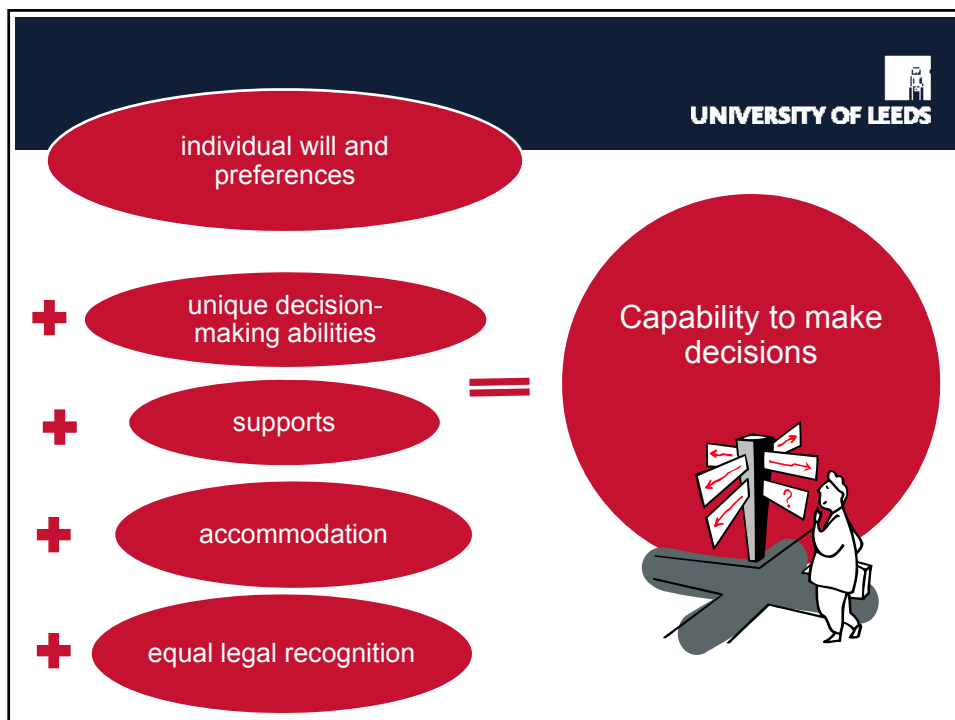 UNIVERSITY OF LEEDS
individual will and
preferences
+ unique decision-
making abilities
+ supports
+ accommodation
+ equal legal recognition
=
Capability to make
decisions
?